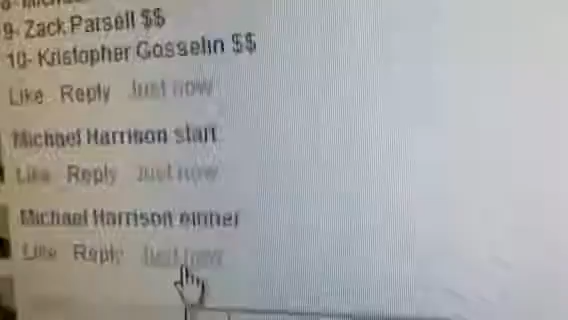 9- Zack Parsell $$
10- Kristopher Gosselin $$
Like Reply Just now
Michael Harrison start
Like Reply Just now
Michael Harrison
Like Reply Just now